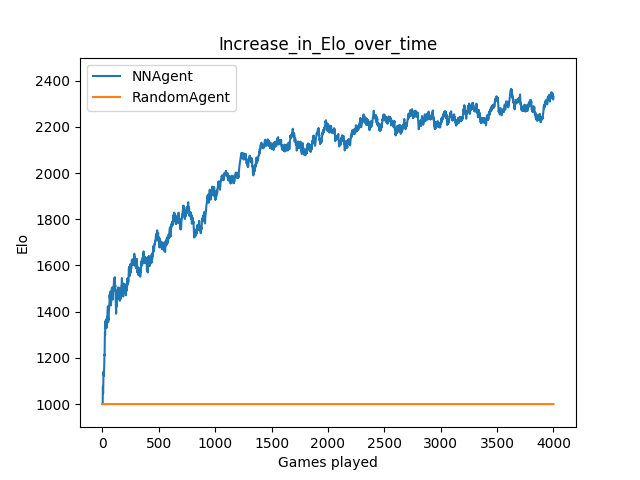 Increase_in_Elo_over_time
NNAgent
RandomAgent
2400
2200
2000
1800
1600
1400
1200
1000
Elo
0 500 1000 1500 2000 2500 3000 3500 4000
Games played